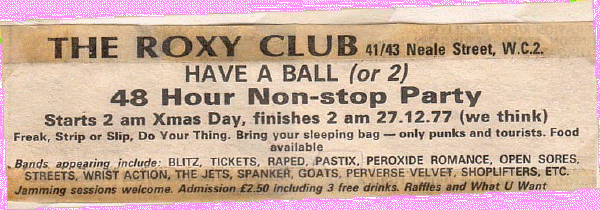 THE ROXY CLUB 41/43 Neale Street, W.C.2.
HAVE A BALL (or 2)
48 Hour Non-stop Party
Starts 2 am Xmas Day, finishes 2 am 27.12.77 (we think)
Freak, Strip or Slip, Do Your Thing. Bring your sleeping bag — only punks and tourists. Food
available
Bands appearing include: BLITZ, TICKETS, RAPED, PASTIX, PEROXIDE ROMANCE, OPEN SORES,
STREETS, WRIST ACTION, THE JETS, SPANKER, GOATS, PERVERSE VELVET, SHOPLIFTERS, ETC.
Jamming sessions welcome. Admission £2.50 including 3 free drinks. Raffles and What U Want